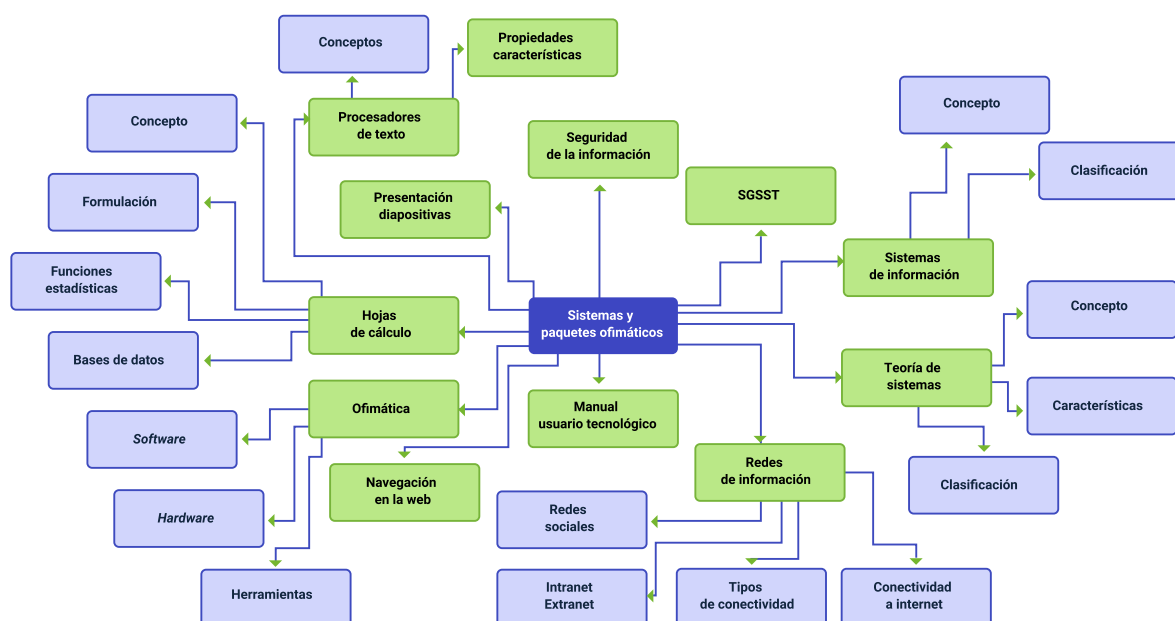 Conceptos
Propiedades
características
Procesadores
de texto
Concepto
Formulación
Funciones
estadísticas
Bases de datos
Hojas
de cálculo
Presentación
diapositivas
Seguridad
de la información
SGSST
Concepto
Clasificación
Sistemas
de información
Sistemas y
paquetes ofimáticos
Concepto
Teoría de
sistemas
Características
Clasificación
Ofimática
Software
Hardware
Herramientas
Navegación
en la web
Manual
usuario tecnológico
Redes
de información
Redes
sociales
Intranet
Extranet
Tipos
de conectividad
Conectividad
a internet